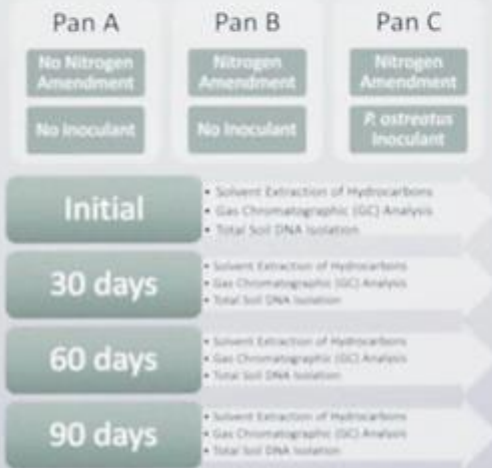 Pan A
Pan B
Pan C
No Nitrogen
Amendment
Nitrogen
Amendment
Nitrogen
Amendment
No Inoculant
No Inoculant
P. ostreatus
Inoculant
Initial
• Solvent Extraction of Hydrocarbons
• Gas Chromatographic (GC) Analysis
• Total Soil DNA Isolation
30 days
• Solvent Extraction of Hydrocarbons
• Gas Chromatographic (GC) Analysis
• Total Soil DNA Isolation
60 days
• Solvent Extraction of Hydrocarbons
• Gas Chromatographic (GC) Analysis
• Total Soil DNA Isolation
90 days
• Solvent Extraction of Hydrocarbons
• Gas Chromatographic (GC) Analysis
• Total Soil DNA Isolation